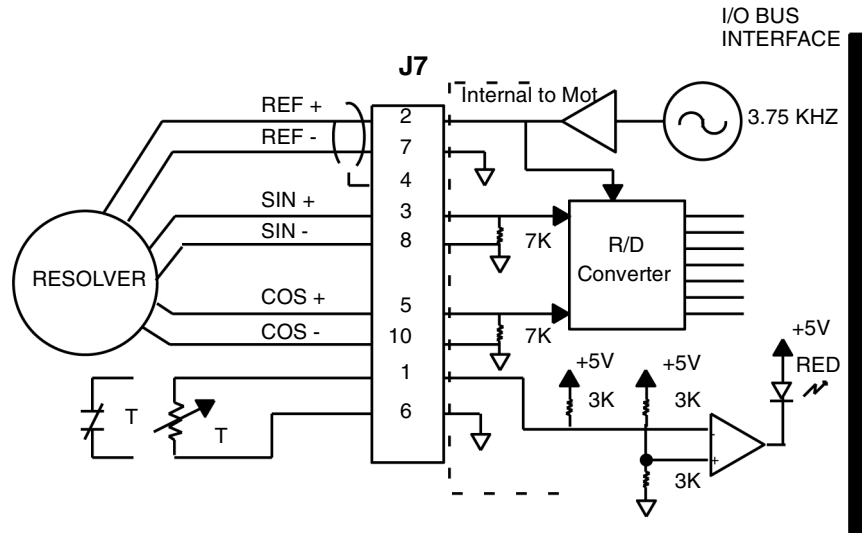 I/O BUS
INTERFACE
J7
Internal to Mot
3.75 KHZ
REF + 2
REF - 7
4
SIN + 3
SIN - 8
7K
R/D
Converter
RESOLVER
COS + 5
COS - 10
7K
+5V
RED
1
+5V +5V
3K 3K
T
T
6
-
+
3K